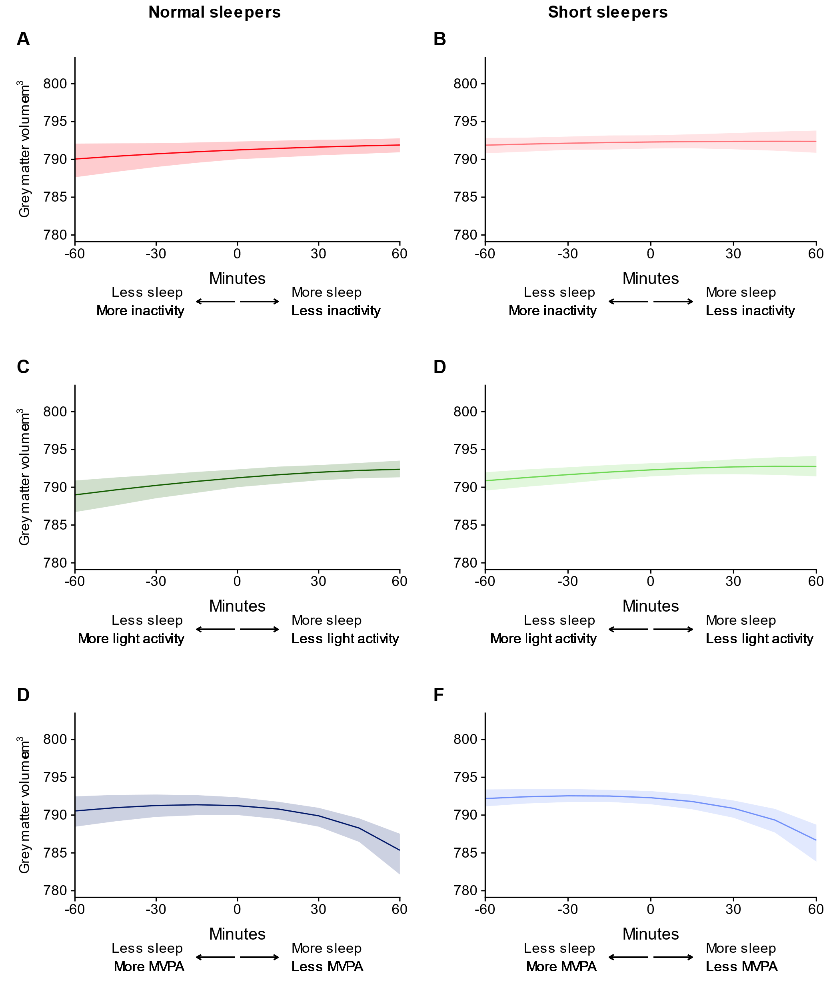 Normal sleepers
Short sleepers
A
Grey matter volume cm³
800
795
790
785
780
-60 -30 0 30 60
Minutes
Less sleep More sleep
More inactivity Less inactivity
B
800
795
790
785
780
-60 -30 0 30 60
Minutes
Less sleep More sleep
More inactivity Less inactivity
C
Grey matter volume cm³
800
795
790
785
780
-60 -30 0 30 60
Minutes
Less sleep More sleep
More light activity Less light activity
D
800
795
790
785
780
-60 -30 0 30 60
Minutes
Less sleep More sleep
More light activity Less light activity
D
Grey matter volume cm³
800
795
790
785
780
-60 -30 0 30 60
Minutes
Less sleep More sleep
More MVPA Less MVPA
F
800
795
790
785
780
-60 -30 0 30 60
Minutes
Less sleep More sleep
More MVPA Less MVPA